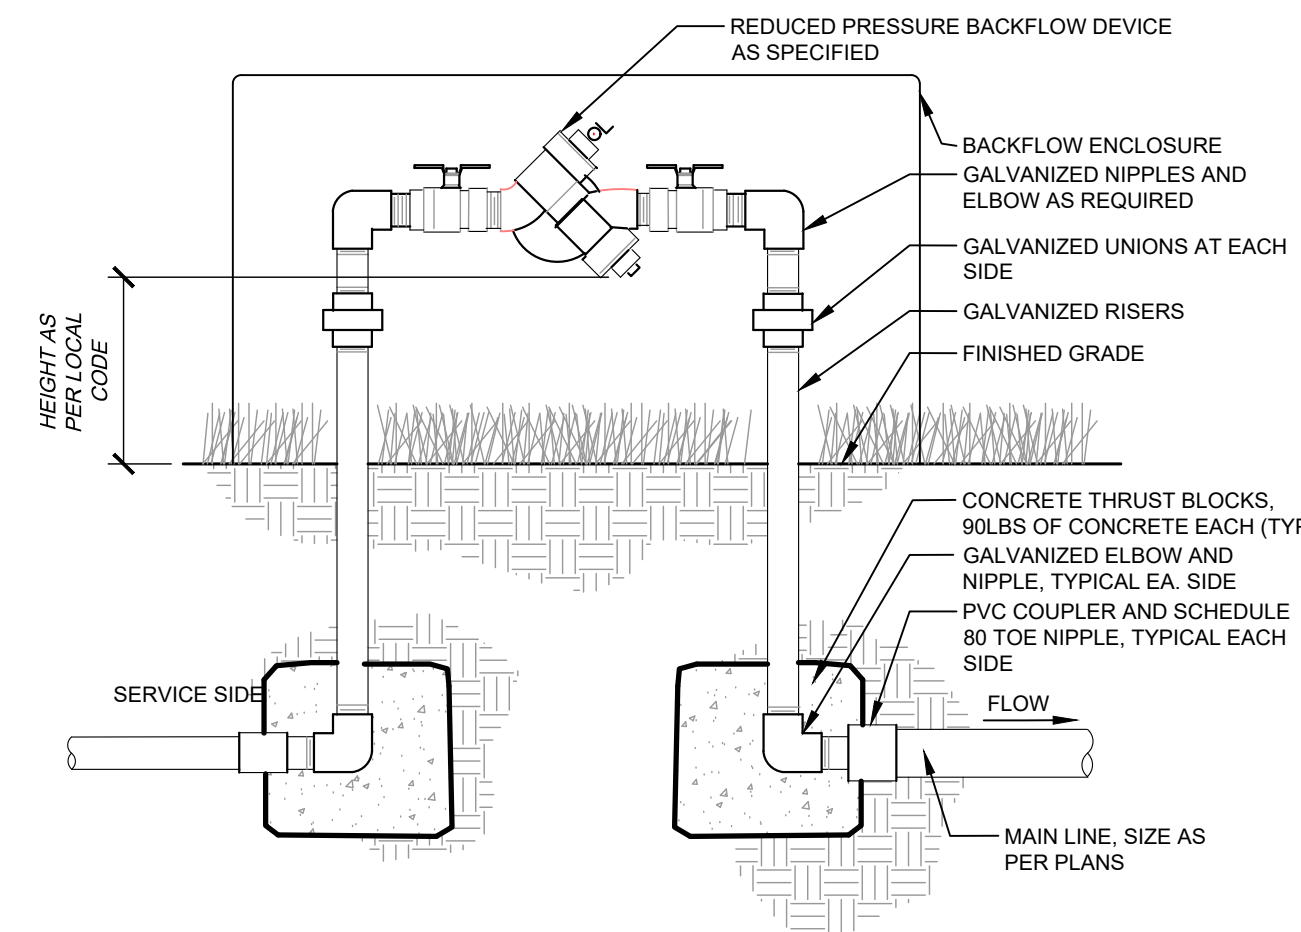 REDUCED PRESSURE BACKFLOW DEVICE
AS SPECIFIED
BACKFLOW ENCLOSURE
GALVANIZED NIPPLES AND
ELBOW AS REQUIRED
GALVANIZED UNIONS AT EACH
SIDE
GALVANIZED RISERS
FINISHED GRADE
HEIGHT AS
PER LOCAL
CODE
CONCRETE THRUST BLOCKS,
90LBS OF CONCRETE EACH (TYP
GALVANIZED ELBOW AND
NIPPLE, TYPICAL EA. SIDE
PVC COUPLER AND SCHEDULE
80 TOE NIPPLE, TYPICAL EACH
SIDE
SERVICE SIDE
FLOW
MAIN LINE, SIZE AS
PER PLANS